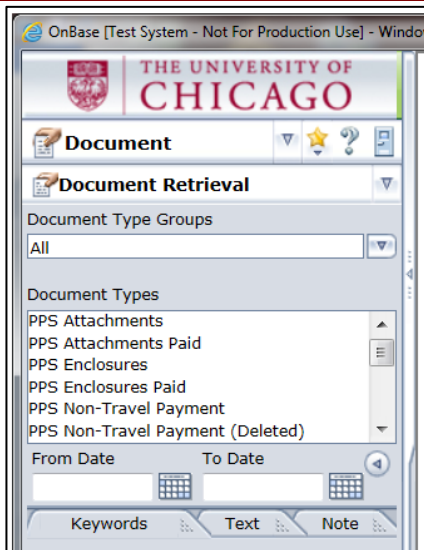 OnBase [Test System - Not For Production Use] - Windo
THE UNIVERSITY OF
CHICAGO
Document
Document Retrieval
Document Type Groups
All
Document Types
PPS Attachments
PPS Attachments Paid
PPS Enclosures
PPS Enclosures Paid
PPS Non-Travel Payment
PPS Non-Travel Payment (Deleted)
From Date To Date
Keywords Text Note